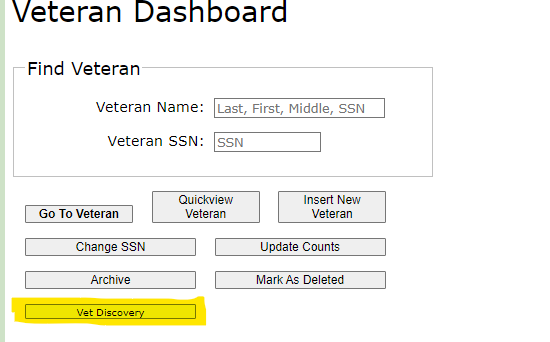 Veteran Dashboard
Find Veteran
Veteran Name: Last, First, Middle, SSN
Veteran SSN: SSN
Go To Veteran
Quickview
Veteran
Insert New
Veteran
Change SSN
Update Counts
Archive
Mark As Deleted
Vet Discovery